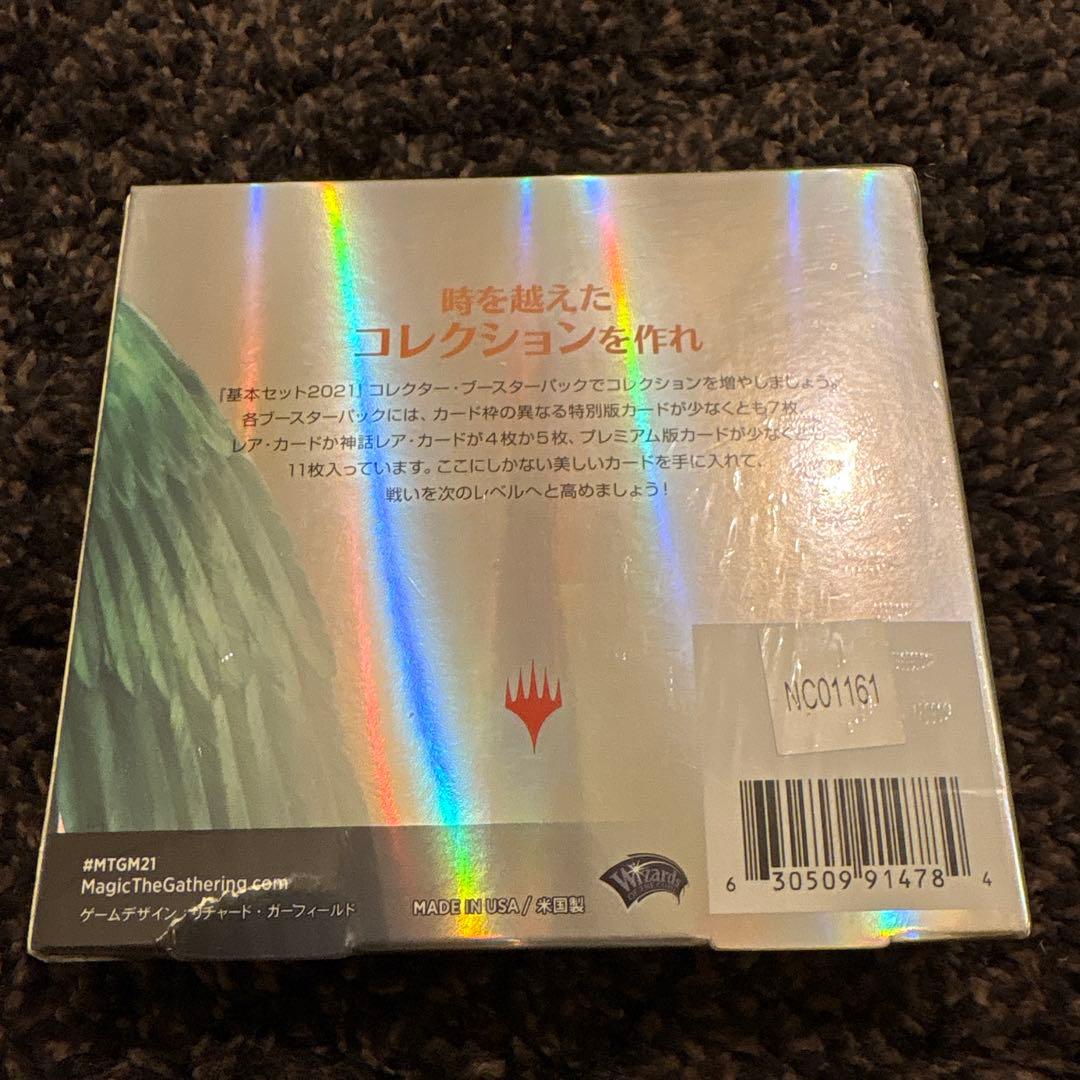 時を越えた
コレクションを作れ
『基本セット2021』コレクター・ブースターパックでコレクションを増やしましょう。
各ブースターパックには、カード枠の異なる特別版カードが少なくとも7枚、
レア・カードか神話レア・カードが4枚か5枚、プレミアム版カードが少なくとも
11枚入っています。ここにしかない美しいカードを手に入れて、
戦いを次のレベルへと高めましょう!
NC01161
6 30509 91478 4
#MTGM21
MagicTheGathering.com
ゲームデザイン:リチャード・ガーフィールド
MADE IN USA / 米国製
Wizards
OF THE COAST